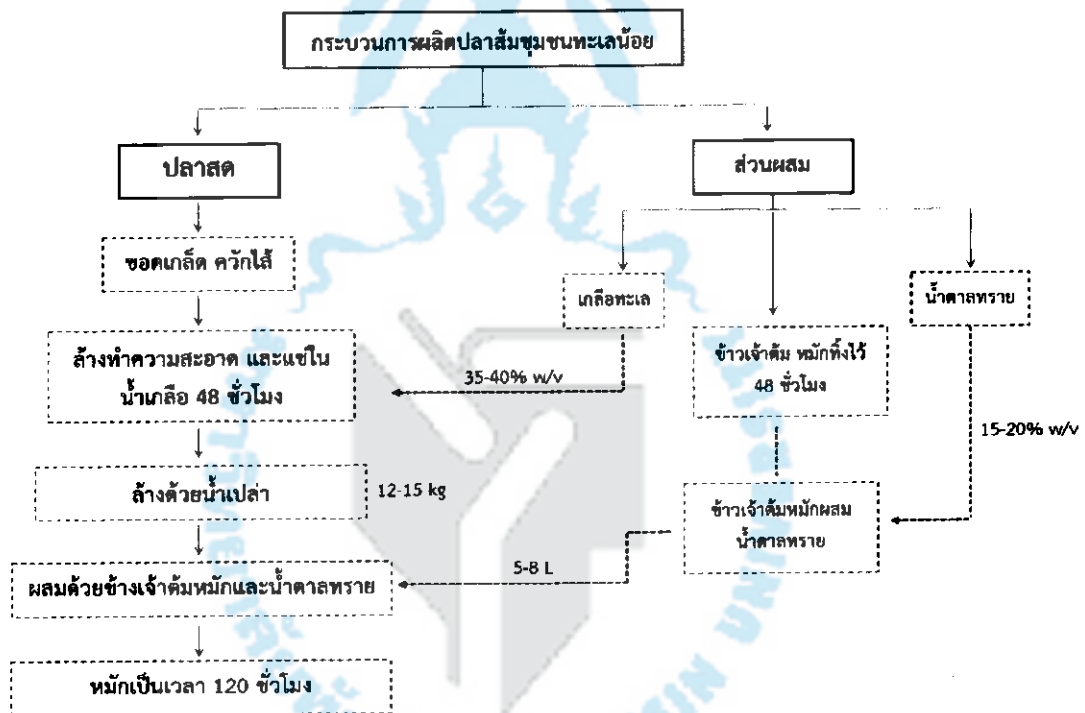 กระบวนการผลิตปลาส้มชุมชนทะเลน้อย
ปลาสด
ส่วนผสม
ขอดเกล็ด ควักไส้
เกลือทะเล
น้ำตาลทราย
ล้างทำความสะอาด และแช่ใน
น้ำเกลือ 48 ชั่วโมง
35-40% w/v
ข้าวเจ้าต้ม หมักทิ้งไว้
48 ชั่วโมง
15-20% w/v
ล้างด้วยน้ำเปล่า
12-15 kg
ข้าวเจ้าต้มหมักผสม
น้ำตาลทราย
5-8 L
ผสมด้วยข้างเจ้าต้มหมักและน้ำตาลทราย
หมักเป็นเวลา 120 ชั่วโมง